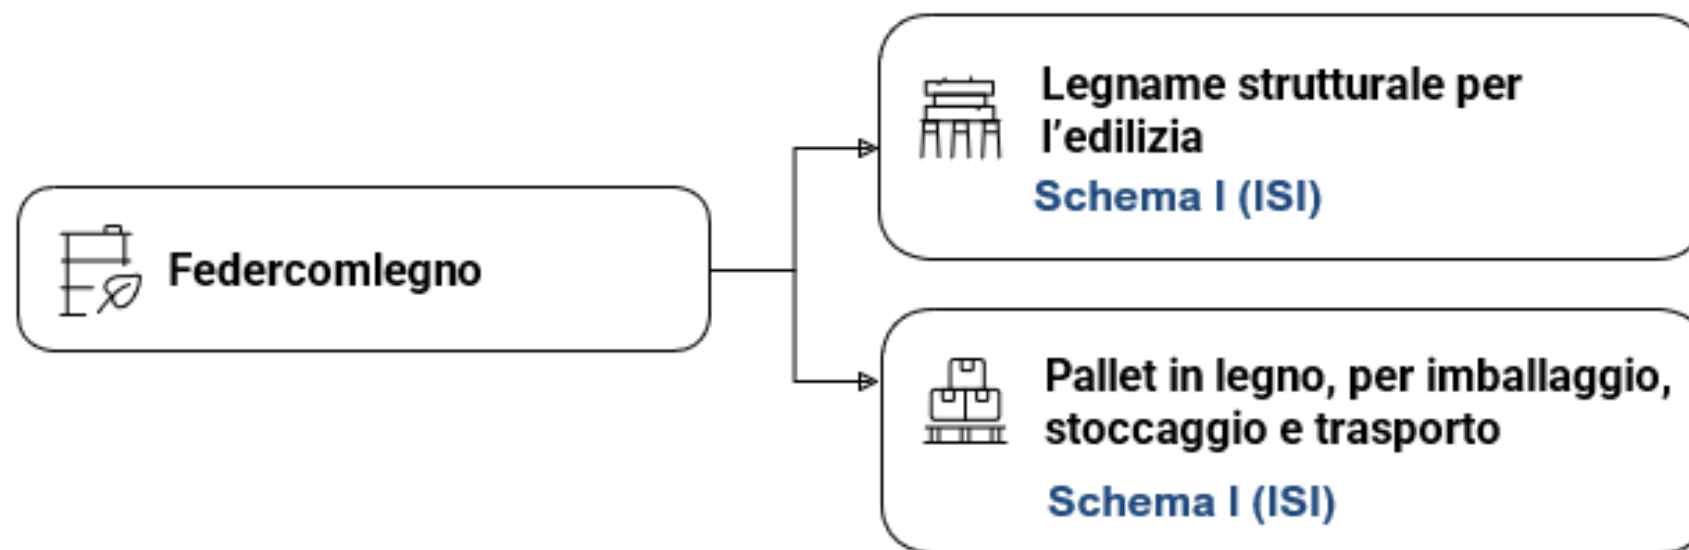 Federcomlegno
Legname strutturale per
l’edilizia
Schema I (ISI)
Pallet in legno, per imballaggio,
stoccaggio e trasporto
Schema I (ISI)